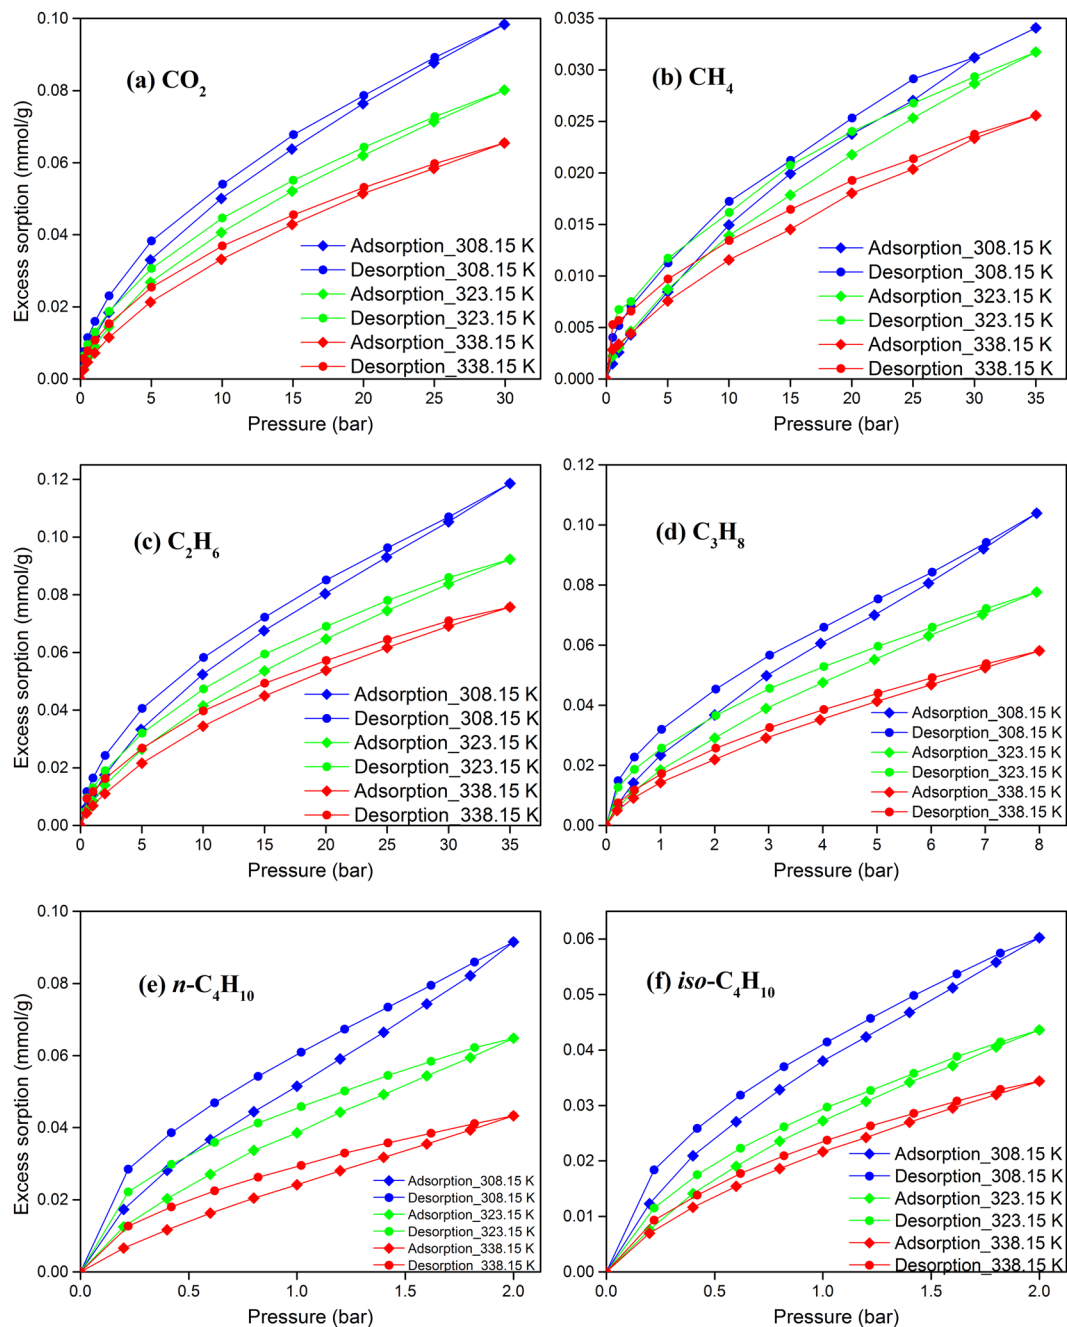 (a) CO₂
Excess sorption (mmol/g)
0.10
0.08
0.06
0.04
0.02
0.00
Adsorption_308.15 K
Desorption_308.15 K
Adsorption_323.15 K
Desorption_323.15 K
Adsorption_338.15 K
Desorption_338.15 K
0 5 10 15 20 25 30
Pressure (bar)
(b) CH₄
0.035
0.030
0.025
0.020
0.015
0.010
0.005
0.000
Adsorption_308.15 K
Desorption_308.15 K
Adsorption_323.15 K
Desorption_323.15 K
Adsorption_338.15 K
Desorption_338.15 K
0 5 10 15 20 25 30 35
Pressure (bar)
(c) C₂H₆
Excess sorption (mmol/g)
0.12
0.10
0.08
0.06
0.04
0.02
0.00
Adsorption_308.15 K
Desorption_308.15 K
Adsorption_323.15 K
Desorption_323.15 K
Adsorption_338.15 K
Desorption_338.15 K
0 5 10 15 20 25 30 35
Pressure (bar)
(d) C₃H₈
0.12
0.10
0.08
0.06
0.04
0.02
0.00
Adsorption_308.15 K
Desorption_308.15 K
Adsorption_323.15 K
Desorption_323.15 K
Adsorption_338.15 K
Desorption_338.15 K
0 1 2 3 4 5 6 7 8
Pressure (bar)
(e) n-C₄H₁₀
Excess sorption (mmol/g)
0.10
0.08
0.06
0.04
0.02
0.00
Adsorption_308.15 K
Desorption_308.15 K
Adsorption_323.15 K
Desorption_323.15 K
Adsorption_338.15 K
Desorption_338.15 K
0.0 0.5 1.0 1.5 2.0
Pressure (bar)
(f) iso-C₄H₁₀
0.06
0.05
0.04
0.03
0.02
0.01
0.00
Adsorption_308.15 K
Desorption_308.15 K
Adsorption_323.15 K
Desorption_323.15 K
Adsorption_338.15 K
Desorption_338.15 K
0.0 0.5 1.0 1.5 2.0
Pressure (bar)